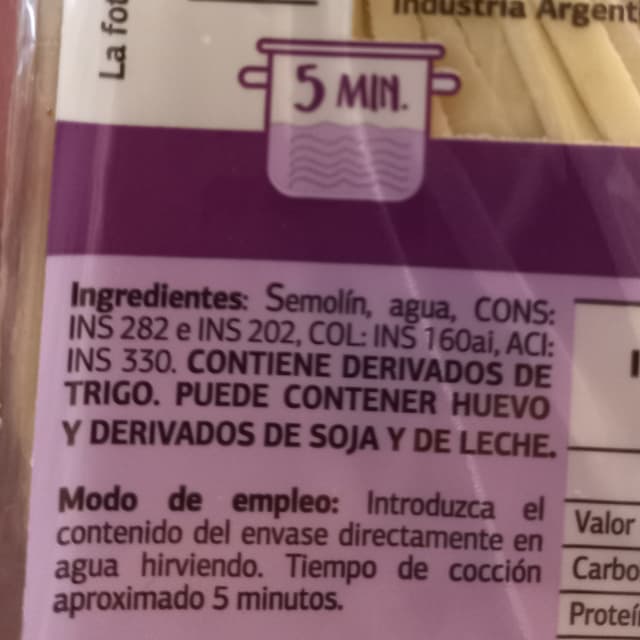 La fot
Industria Argenti
5 MIN.
Ingredientes: Semolín, agua, CONS:
INS 282 e INS 202, COL: INS 160ai, ACI:
INS 330. CONTIENE DERIVADOS DE
TRIGO. PUEDE CONTENER HUEVO
Y DERIVADOS DE SOJA Y DE LECHE.
Modo de empleo: Introduzca el
contenido del envase directamente en
agua hirviendo. Tiempo de cocción
aproximado 5 minutos.
Valor
Carbo
Proteí